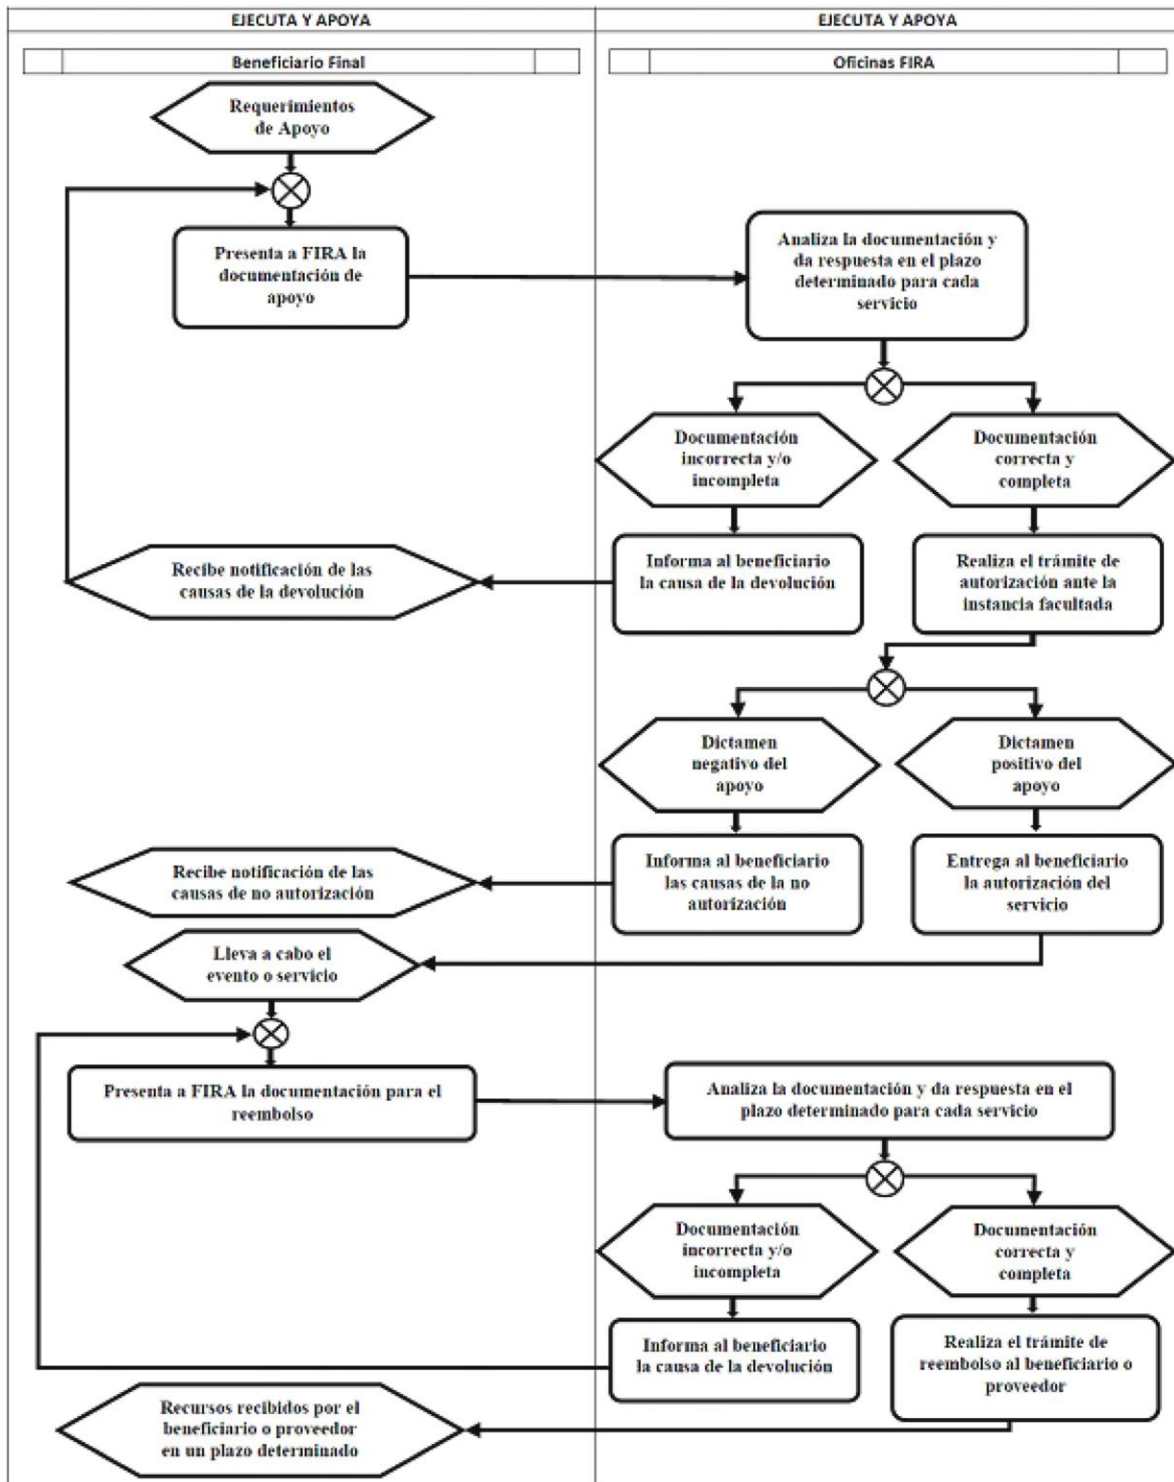 EJECUTA Y APOYA
EJECUTA Y APOYA
Beneficiario Final
Oficinas FIRA
Requerimientos
de Apoyo
Presenta a FIRA la
documentación de
apoyo
Analiza la documentación y
da respuesta en el plazo
determinado para cada
servicio
Documentación
incorrecta y/o
incompleta
Documentación
correcta y
completa
Informa al beneficiario
la causa de la devolución
Realiza el trámite de
autorización ante la
instancia facultada
Recibe notificación de las
causas de la devolución
Dictamen
negativo del
apoyo
Dictamen
positivo del
apoyo
Informa al beneficiario
las causas de la no
autorización
Entrega al beneficiario
la autorización del
servicio
Recibe notificación de las
causas de no autorización
Lleva a cabo el
evento o servicio
Presenta a FIRA la documentación para el
reembolso
Analiza la documentación y da respuesta en el
plazo determinado para cada servicio
Documentación
incorrecta y/o
incompleta
Documentación
correcta y
completa
Informa al beneficiario
la causa de la devolución
Realiza el trámite de
reembolso al beneficiario o
proveedor
Recursos recibidos por el
beneficiario o proveedor
en un plazo determinado